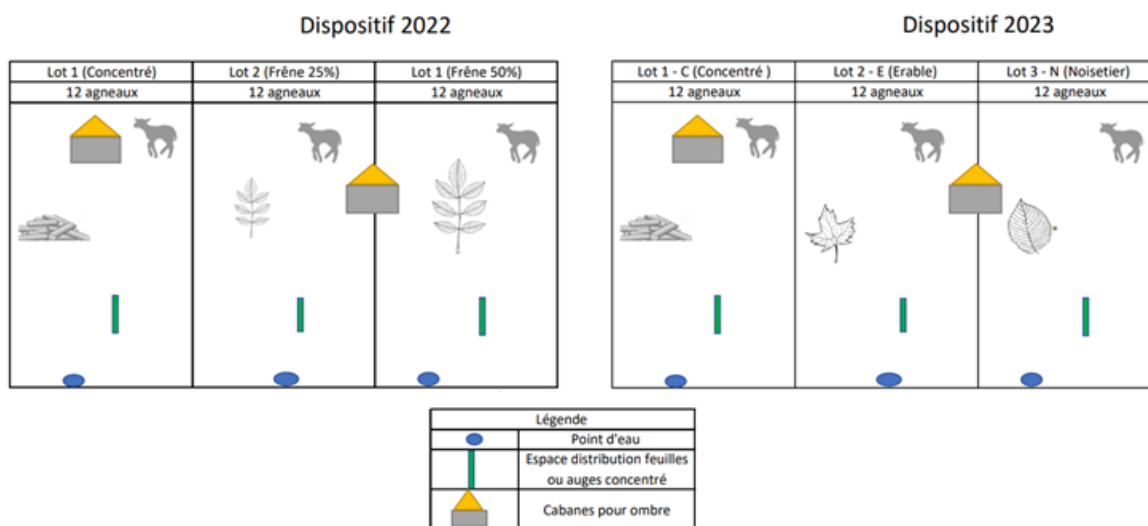 Dispositif 2022
Lot 1 (Concentré)
Lot 2 (Frêne 25%)
Lot 1 (Frêne 50%)
12 agneaux
12 agneaux
12 agneaux
Dispositif 2023
Lot 1 - C (Concentré )
Lot 2 - E (Erable)
Lot 3 - N (Noisetier)
12 agneaux
12 agneaux
12 agneaux
Légende
Point d'eau
Espace distribution feuilles
ou auges concentré
Cabanes pour ombre